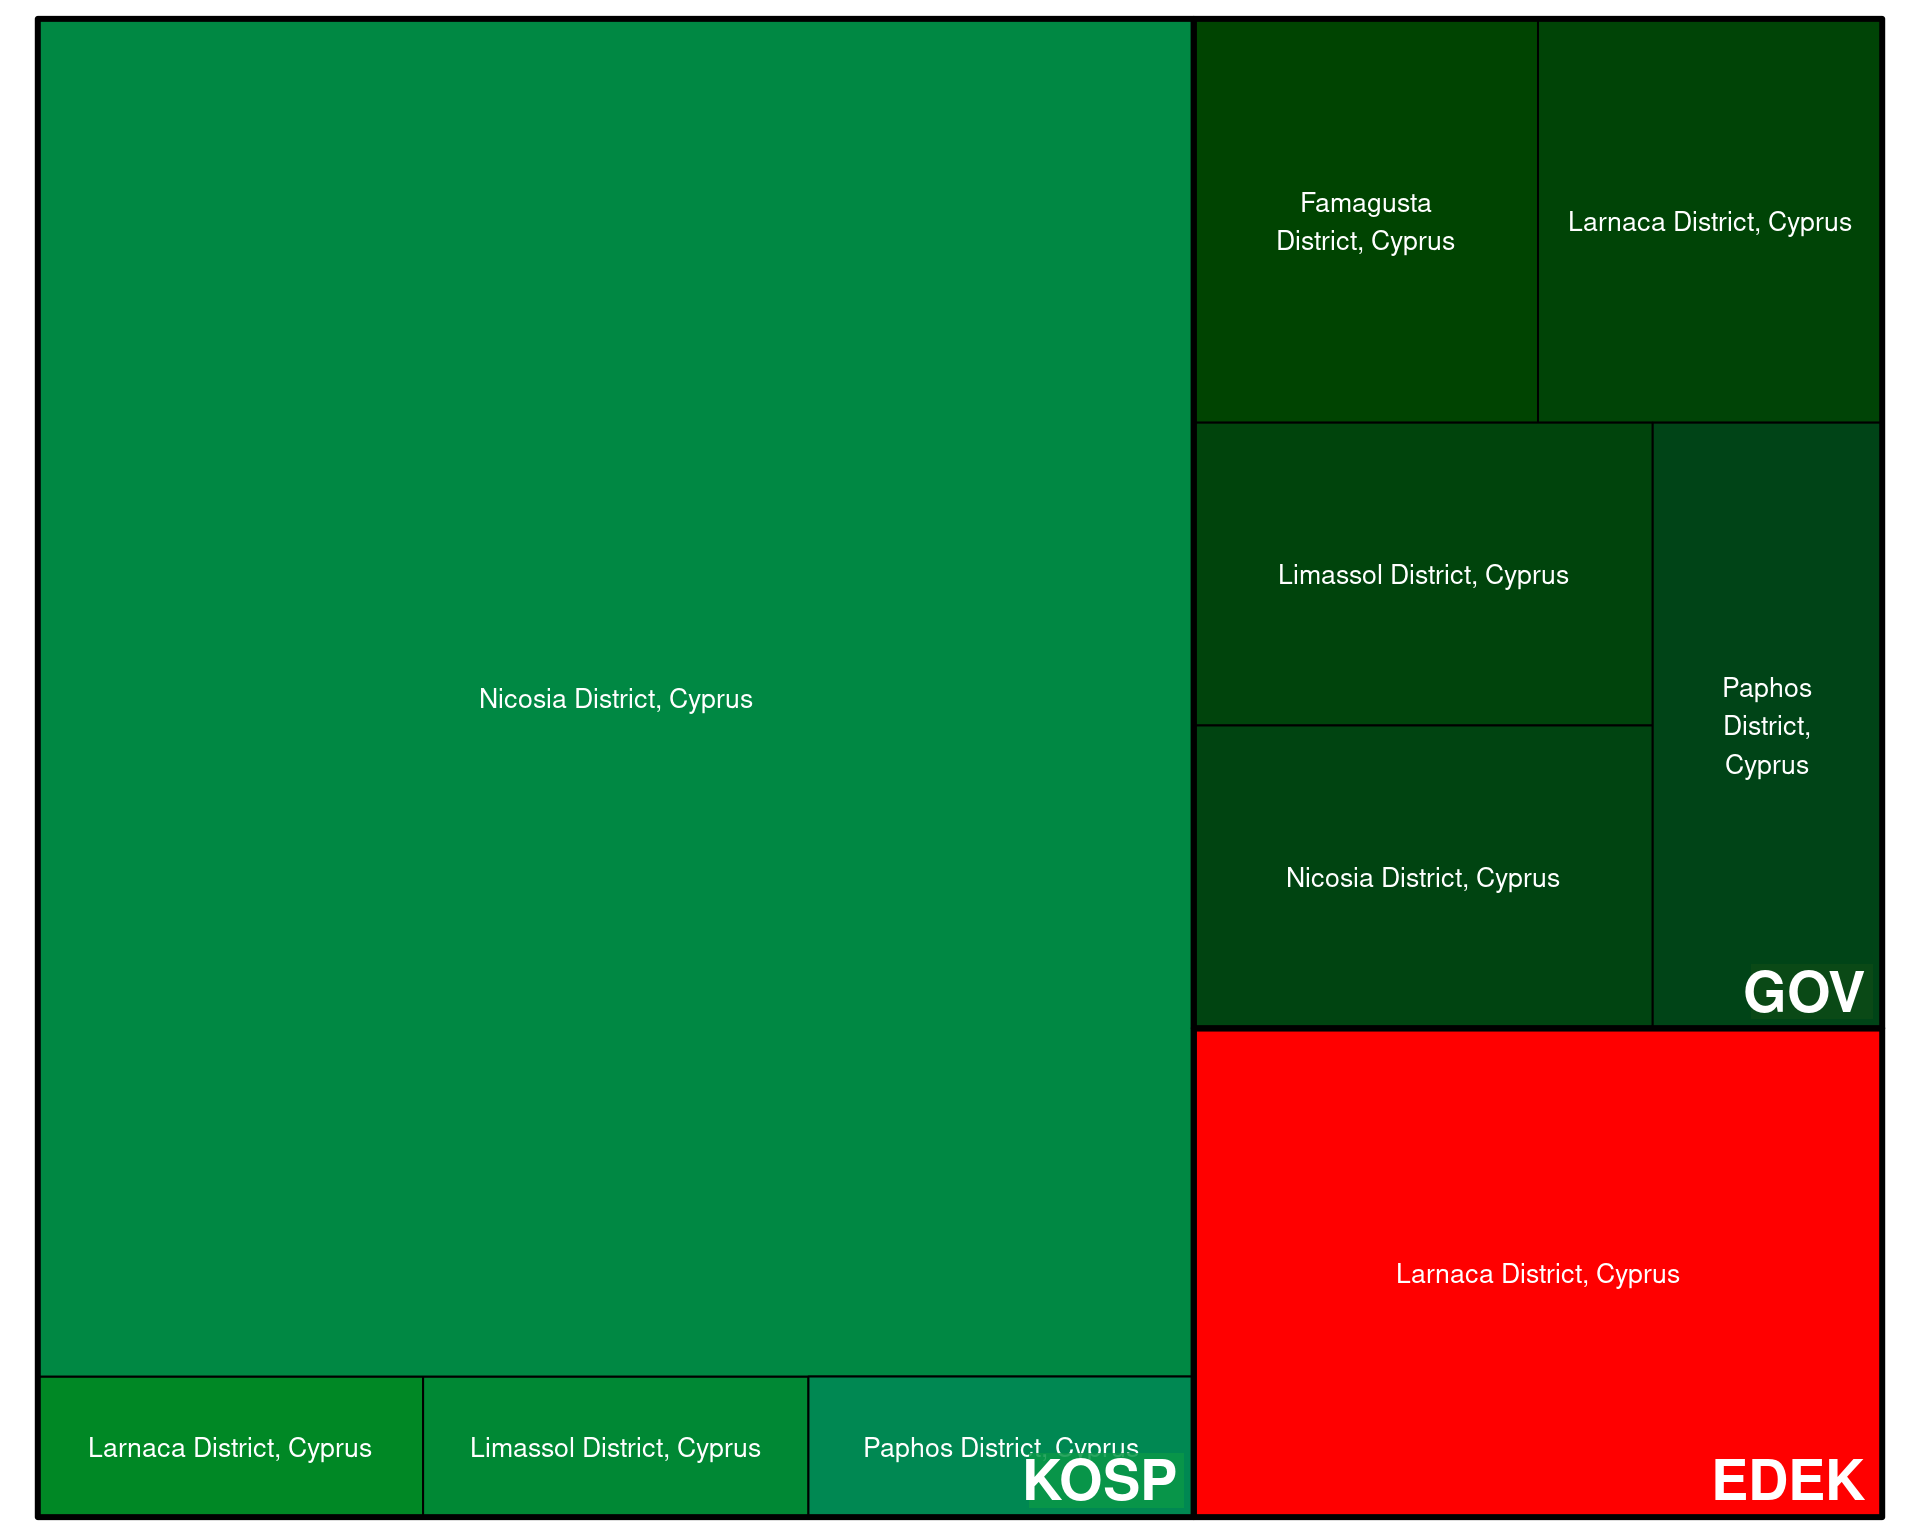 Nicosia District, Cyprus
Larnaca District, Cyprus
Limassol District, Cyprus
Paphos District, Cyprus
KOSP
Famagusta
District, Cyprus
Larnaca District, Cyprus
Limassol District, Cyprus
Nicosia District, Cyprus
Paphos
District,
Cyprus
GOV
Larnaca District, Cyprus
EDEK